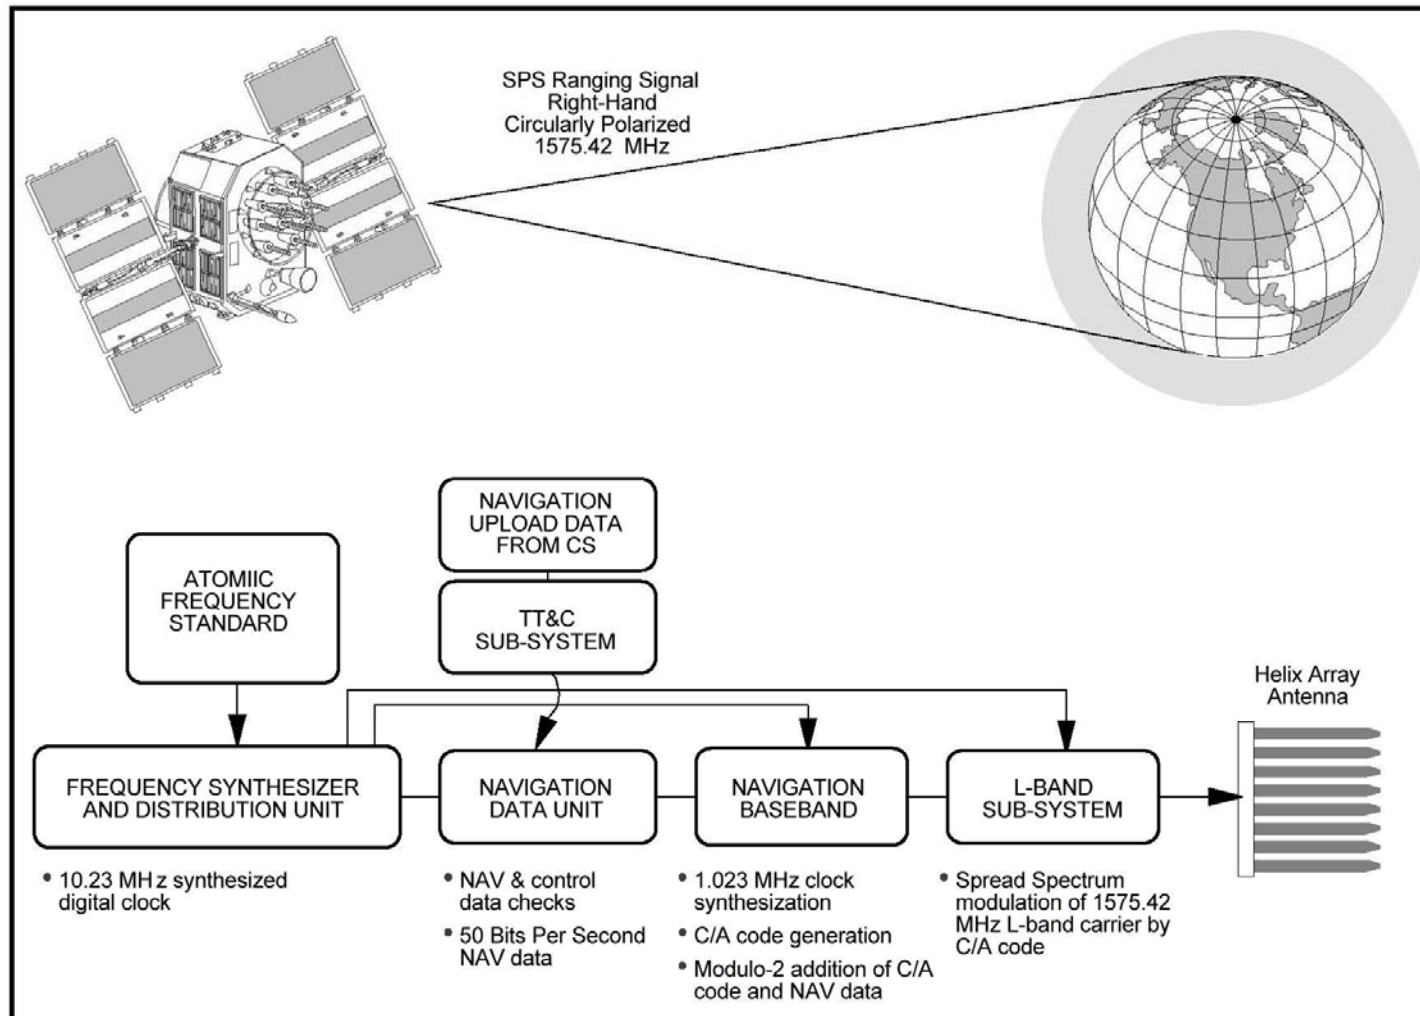 SPS Ranging Signal
Right-Hand
Circularly Polarized
1575.42 MHz
NAVIGATION
UPLOAD DATA
FROM CS
ATOMIIC
FREQUENCY
STANDARD
TT&C
SUB-SYSTEM
Helix Array
Antenna
FREQUENCY SYNTHESIZER
AND DISTRIBUTION UNIT
NAVIGATION
DATA UNIT
NAVIGATION
BASEBAND
L-BAND
SUB-SYSTEM
• 10.23 MHz synthesized
digital clock
• NAV & control
data checks
• 50 Bits Per Second
NAV data
• 1.023 MHz clock
synthesization
• C/A code generation
• Modulo-2 addition of C/A
code and NAV data
• Spread Spectrum
modulation of 1575.42
MHz L-band carrier by
C/A code